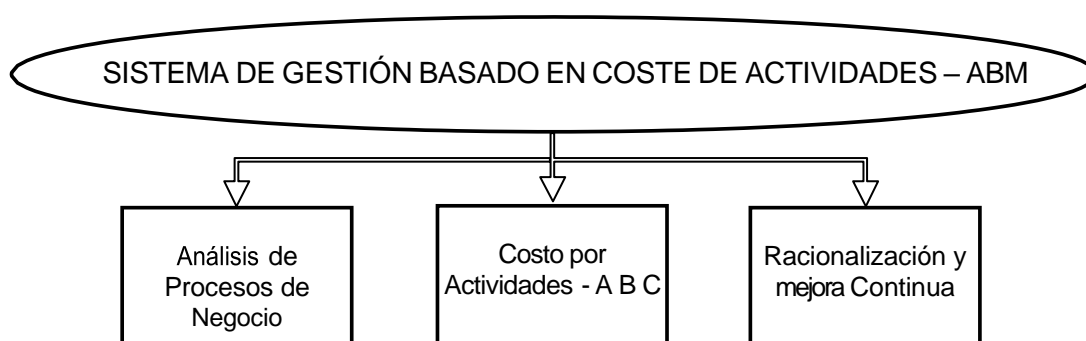 SISTEMA DE GESTIÓN BASADO EN COSTE DE ACTIVIDADES – ABM
Análisis de
Procesos de
Negocio
Costo por
Actividades - A B C
Racionalización y
mejora Continua